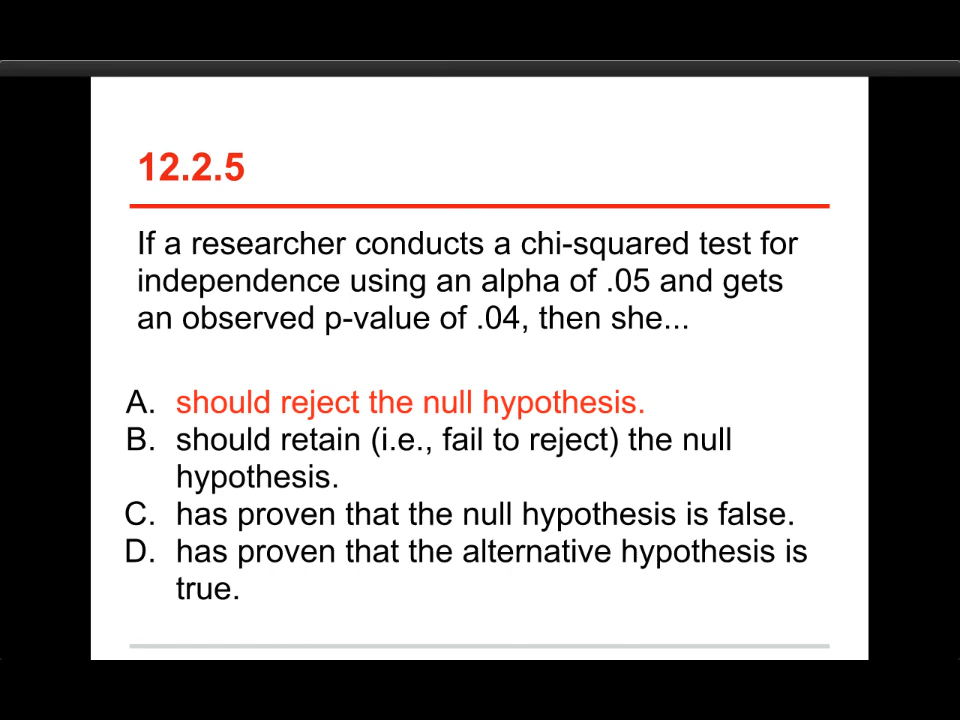 12.2.5
If a researcher conducts a chi-squared test for
independence using an alpha of .05 and gets
an observed p-value of .04, then she...
A. should reject the null hypothesis.
B. should retain (i.e., fail to reject) the null
hypothesis.
C. has proven that the null hypothesis is false.
D. has proven that the alternative hypothesis is
true.